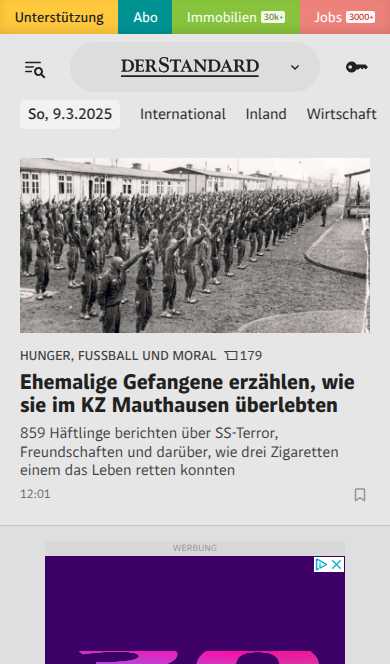 Unterstützung Abo Immobilien 30k+ Jobs 3000+
DERSTANDARD
So, 9.3.2025 International Inland Wirtschaft
HUNGER, FUSSBALL UND MORAL 179
Ehemalige Gefangene erzählen, wie
sie im KZ Mauthausen überlebten
859 Häftlinge berichten über SS-Terror,
Freundschaften und darüber, wie drei Zigaretten
einem das Leben retten konnten
12:01
WERBUNG